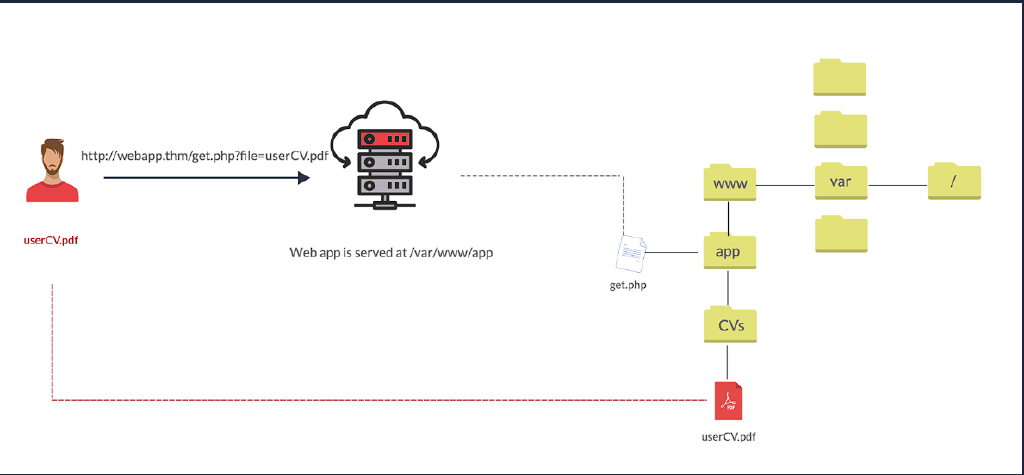 http://webapp.thm/get.php?file=userCV.pdf
userCV.pdf
Web app is served at /var/www/app
get.php
www
var
/
app
CVs
PDF
userCV.pdf